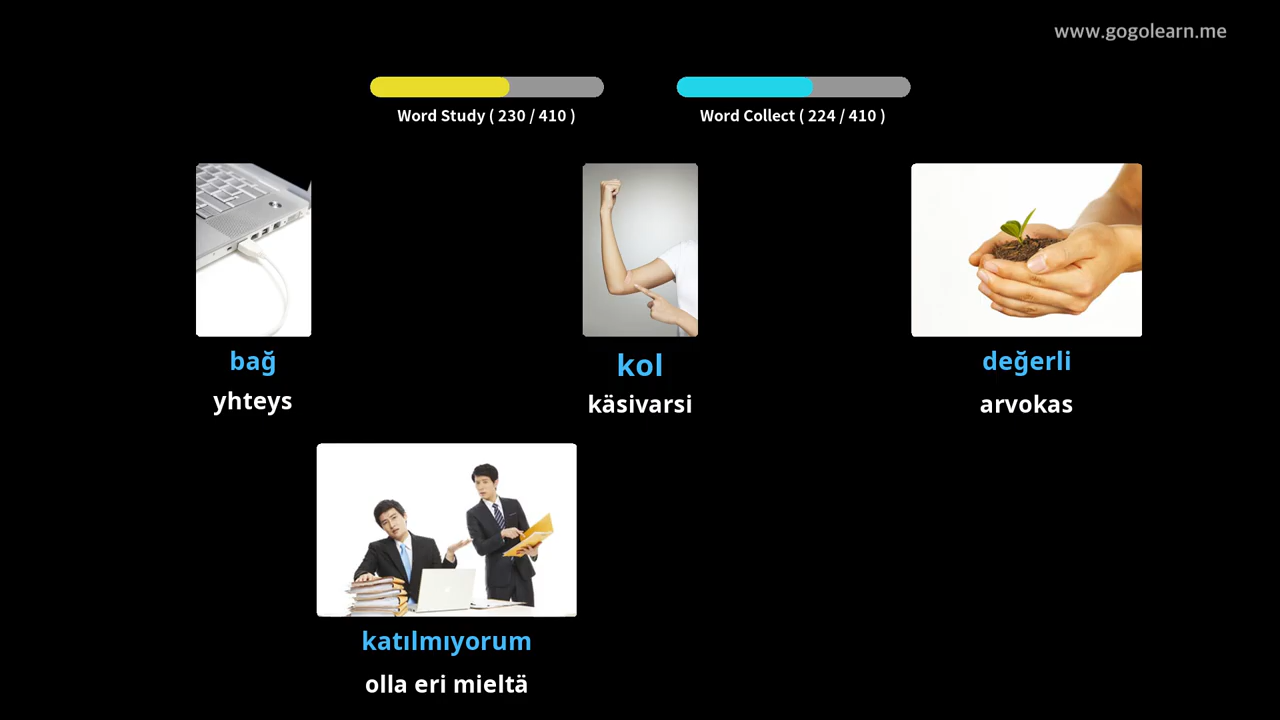 www.gogolearn.me
Word Study ( 230 / 410 )
Word Collect ( 224 / 410 )
bağ
yhteys
kol
käsivarsi
değerli
arvokas
katılmıyorum
olla eri mieltä